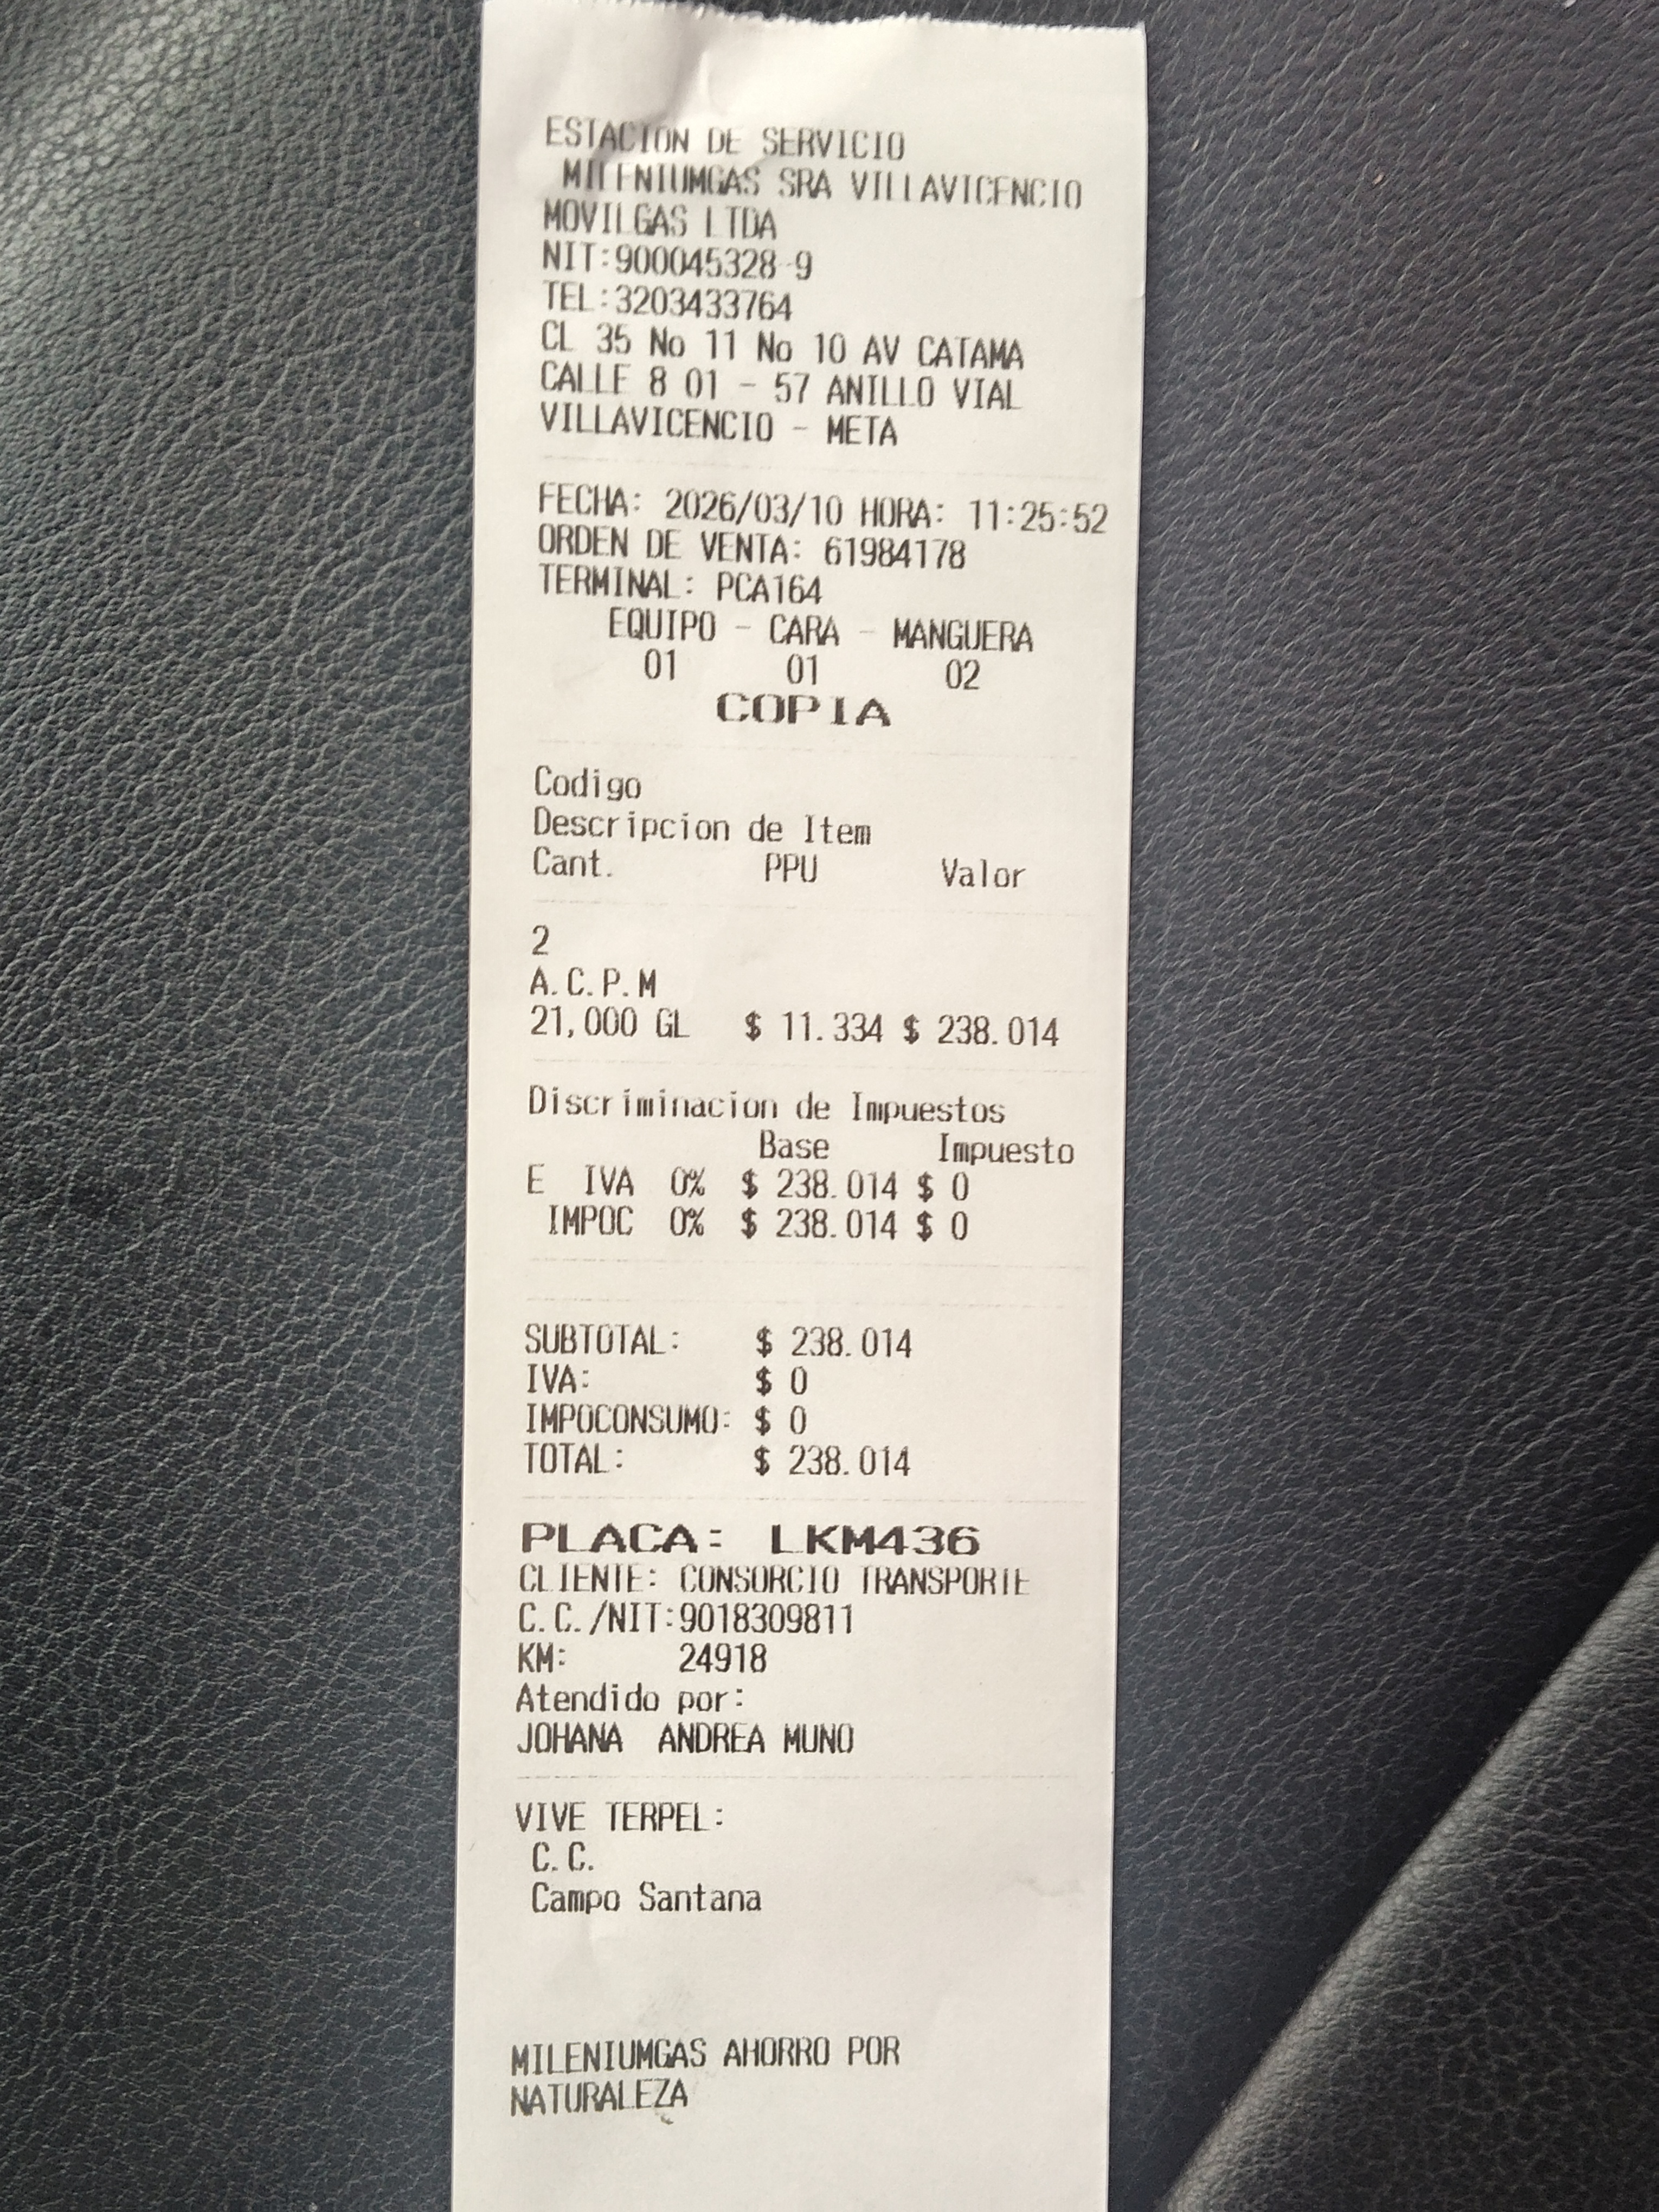 ESTACION DE SERVICIO
MILENIUMGAS SRA VILLAVICENCIO
MOVILGAS LTDA
NIT:900045328-9
TEL:3203433764
CL 35 No 11 No 10 AV CATAMA
CALLE 8 01 - 57 ANILLO VIAL
VILLAVICENCIO - META
FECHA: 2026/03/10 HORA: 11:25:52
ORDEN DE VENTA: 61984178
TERMINAL: PCA164
EQUIPO - CARA - MANGUERA
01 01 02
COPIA
Codigo
Descripcion de Item
Cant. PPU Valor
2
A.C.P.M
21,000 GL $ 11.334 $ 238.014
Discriminacion de Impuestos
Base Impuesto
E IVA 0% $ 238.014 $ 0
IMPOC 0% $ 238.014 $ 0
SUBTOTAL: $ 238.014
IVA: $ 0
IMPOCONSUMO: $ 0
TOTAL: $ 238.014
PLACA: LKM436
CLIENTE: CONSORCIO TRANSPORTE
C.C./NIT:9018309811
KM: 24918
Atendido por:
JOHANA ANDREA MUNO
VIVE TERPEL:
C.C.
Campo Santana
MILENIUMGAS AHORRO POR
NATURALEZA